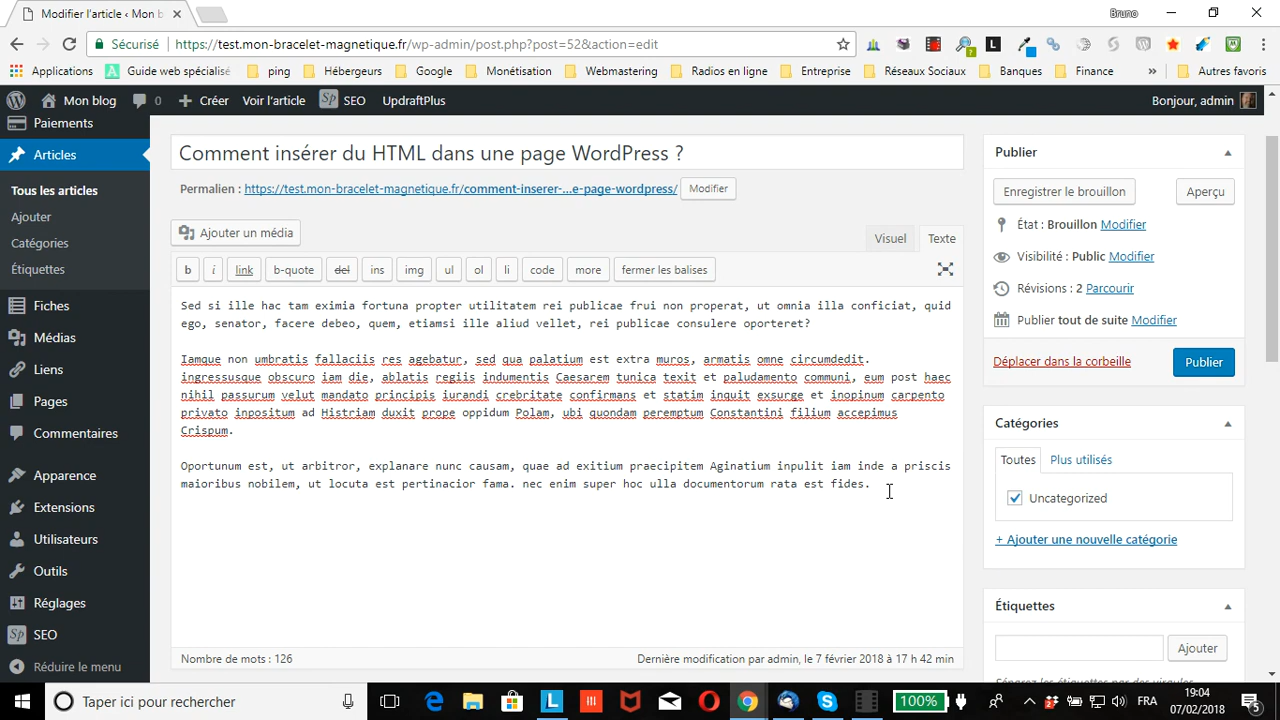 Modifier l'article ‹ Mon b
Bruno
Sécurisé
https://test.mon-bracelet-magnetique.fr/wp-admin/post.php?post=52&action=edit
Applications
Guide web spécialisé
ping
Hébergeurs
Google
Monétisation
Webmastering
Radios en ligne
Entreprise
Réseaux Sociaux
Banques
Finance
»
Autres favoris
Mon blog
0
Créer
Voir l'article
SEO
UpdraftPlus
Bonjour, admin
Paiements
Articles
Tous les articles
Ajouter
Catégories
Étiquettes
Fiches
Médias
Liens
Pages
Commentaires
Apparence
Extensions
Utilisateurs
Outils
Réglages
SEO
Réduire le menu
Comment insérer du HTML dans une page WordPress ?
Permalien : https://test.mon-bracelet-magnetique.fr/comment-inserer-...e-page-wordpress/ Modifier
Ajouter un média
Visuel
Texte
b
i
link
b-quote
del
ins
img
ul
ol
li
code
more
fermer les balises
Sed si ille hac tam eximia fortuna propter utilitatem rei publicae frui non properat, ut omnia illa conficiat, quid
ego, senator, facere debeo, quem, etiamsi ille aliud vellet, rei publicae consulere oporteret?
Iamque non umbratis fallaciis res agebatur, sed qua palatium est extra muros, armatis omne circumdedit.
ingressusque obscuro iam die, ablatis regiis indumentis Caesarem tunica texit et paludamento communi, eum post haec
nihil passurum velut mandato principis iurandi crebritate confirmans et statim inquit exsurge et inopinum carpento
privato inpositum ad Histriam duxit prope oppidum Polam, ubi quondam peremptum Constantini filium accepimus
Crispum.
Oportunum est, ut arbitror, explanare nunc causam, quae ad exitium praecipitem Aginatium inpulit iam inde a priscis
maioribus nobilem, ut locuta est pertinacior fama. nec enim super hoc ulla documentorum rata est fides.
Nombre de mots : 126
Dernière modification par admin, le 7 février 2018 à 17 h 42 min
Publier
Enregistrer le brouillon
Aperçu
État : Brouillon Modifier
Visibilité : Public Modifier
Révisions : 2 Parcourir
Publier tout de suite Modifier
Déplacer dans la corbeille
Publier
Catégories
Toutes
Plus utilisés
Uncategorized
+ Ajouter une nouvelle catégorie
Étiquettes
Ajouter
Séparez les étiquettes par des virgules
Taper ici pour rechercher
100%
FRA
19:04
07/02/2018
5